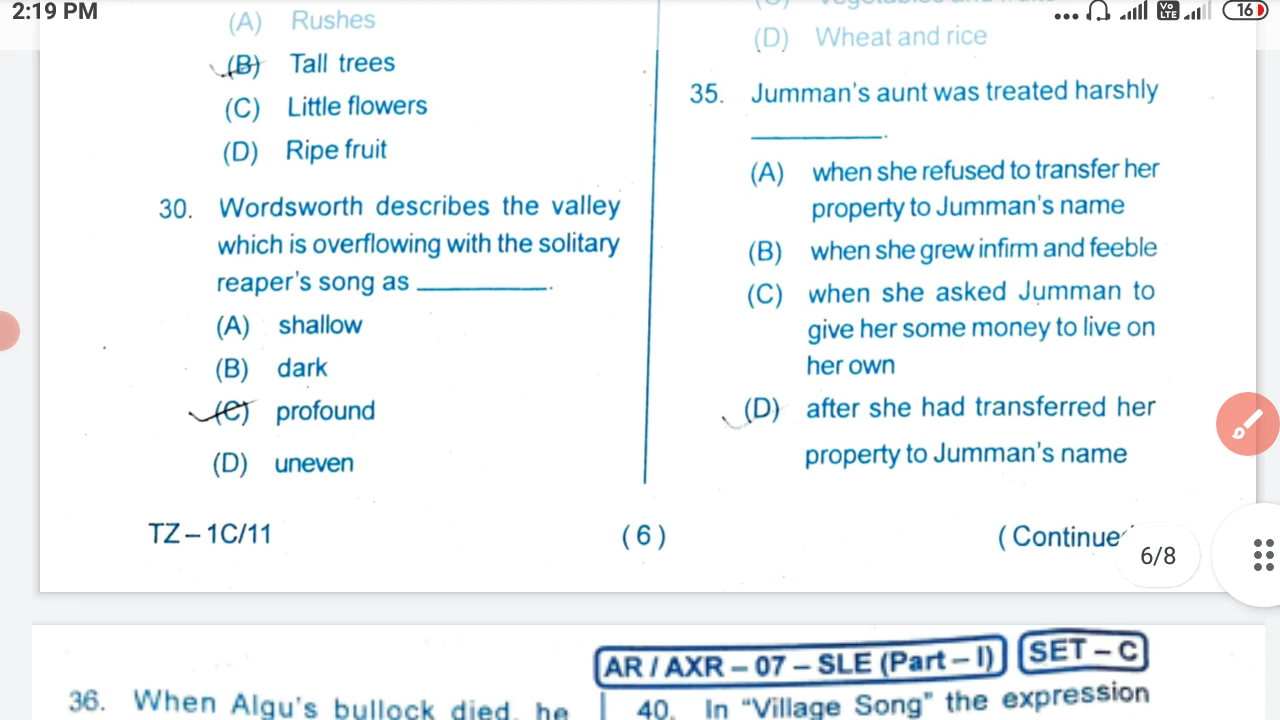 2:19 PM
16
(A) Rushes
(B) Tall trees
(C) Little flowers
(D) Ripe fruit
30. Wordsworth describes the valley
which is overflowing with the solitary
reaper's song as ___________.
(A) shallow
(B) dark
(C) profound
(D) uneven
(D) Wheat and rice
35. Jumman's aunt was treated harshly
___________.
(A) when she refused to transfer her
property to Jumman's name
(B) when she grew infirm and feeble
(C) when she asked Jumman to
give her some money to live on
her own
(D) after she had transferred her
property to Jumman's name
TZ – 1C/11
( 6 )
( Continue
6/8
AR / AXR – 07 – SLE (Part – I)
SET – C
36. When Algu's bullock died, he
40. In "Village Song" the expression